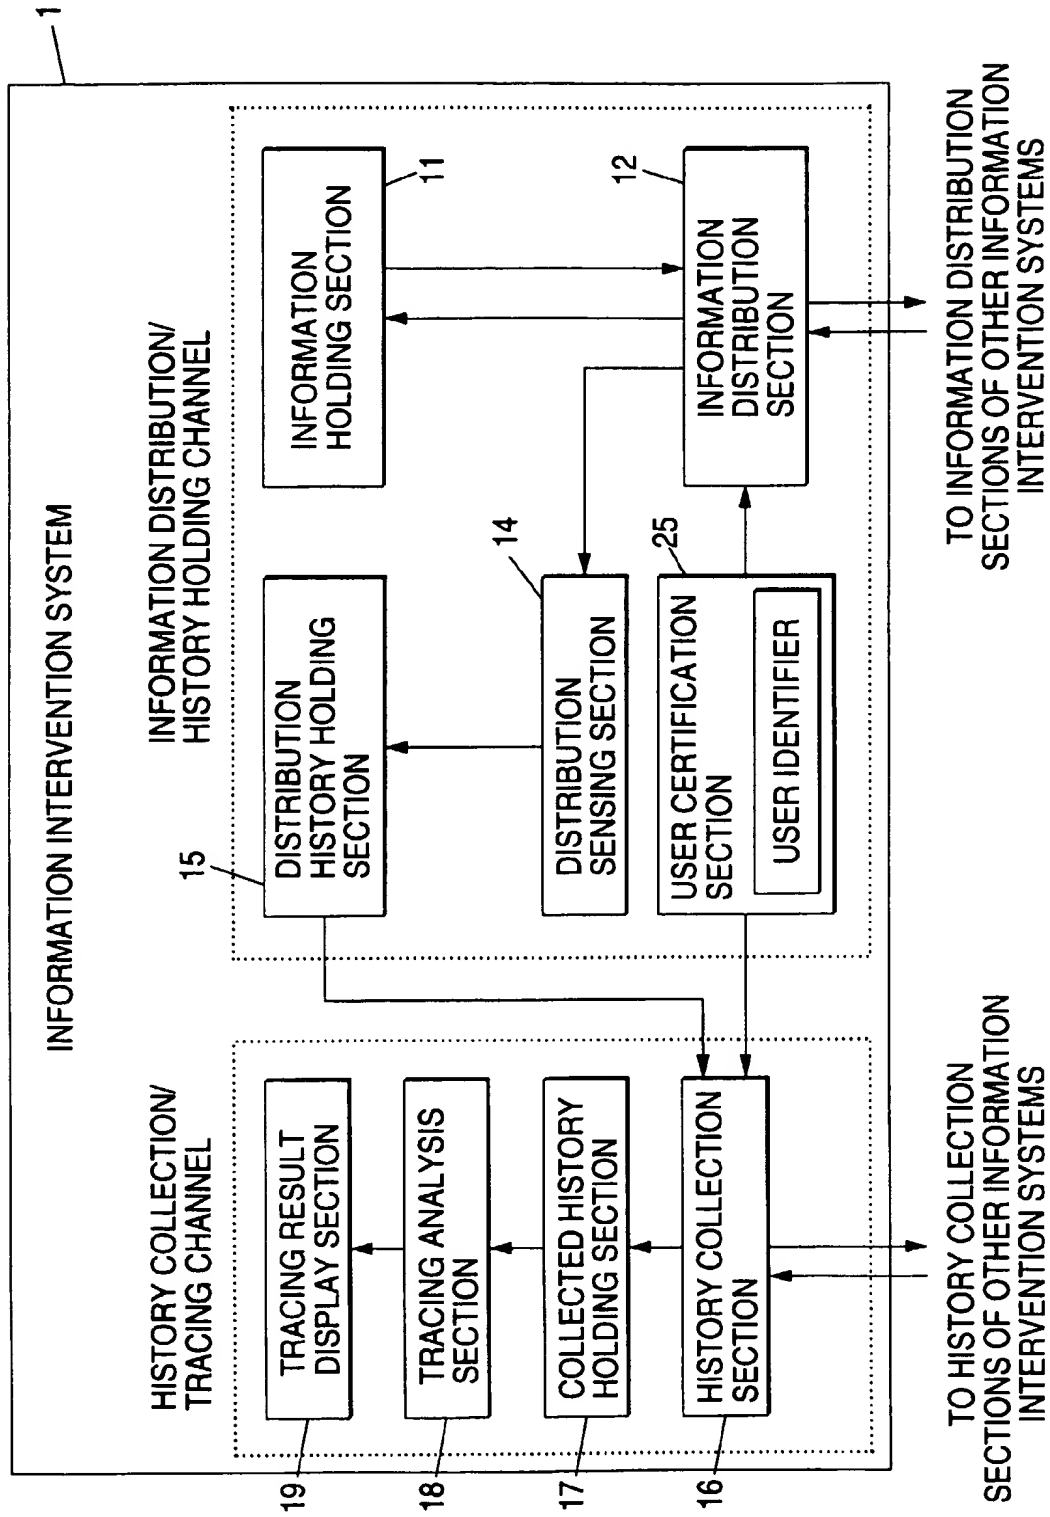 1
INFORMATION INTERVENTION SYSTEM
HISTORY COLLECTION/
TRACING CHANNEL
INFORMATION DISTRIBUTION/
HISTORY HOLDING CHANNEL
19
TRACING RESULT
DISPLAY SECTION
18
TRACING ANALYSIS
SECTION
17
COLLECTED HISTORY
HOLDING SECTION
16
HISTORY COLLECTION
SECTION
15
DISTRIBUTION
HISTORY HOLDING
SECTION
14
DISTRIBUTION
SENSING SECTION
25
USER CERTIFICATION
SECTION
USER IDENTIFIER
INFORMATION
HOLDING SECTION
11
12
INFORMATION
DISTRIBUTION
SECTION
TO HISTORY COLLECTION
SECTIONS OF OTHER INFORMATION
INTERVENTION SYSTEMS
TO INFORMATION DISTRIBUTION
SECTIONS OF OTHER INFORMATION
INTERVENTION SYSTEMS